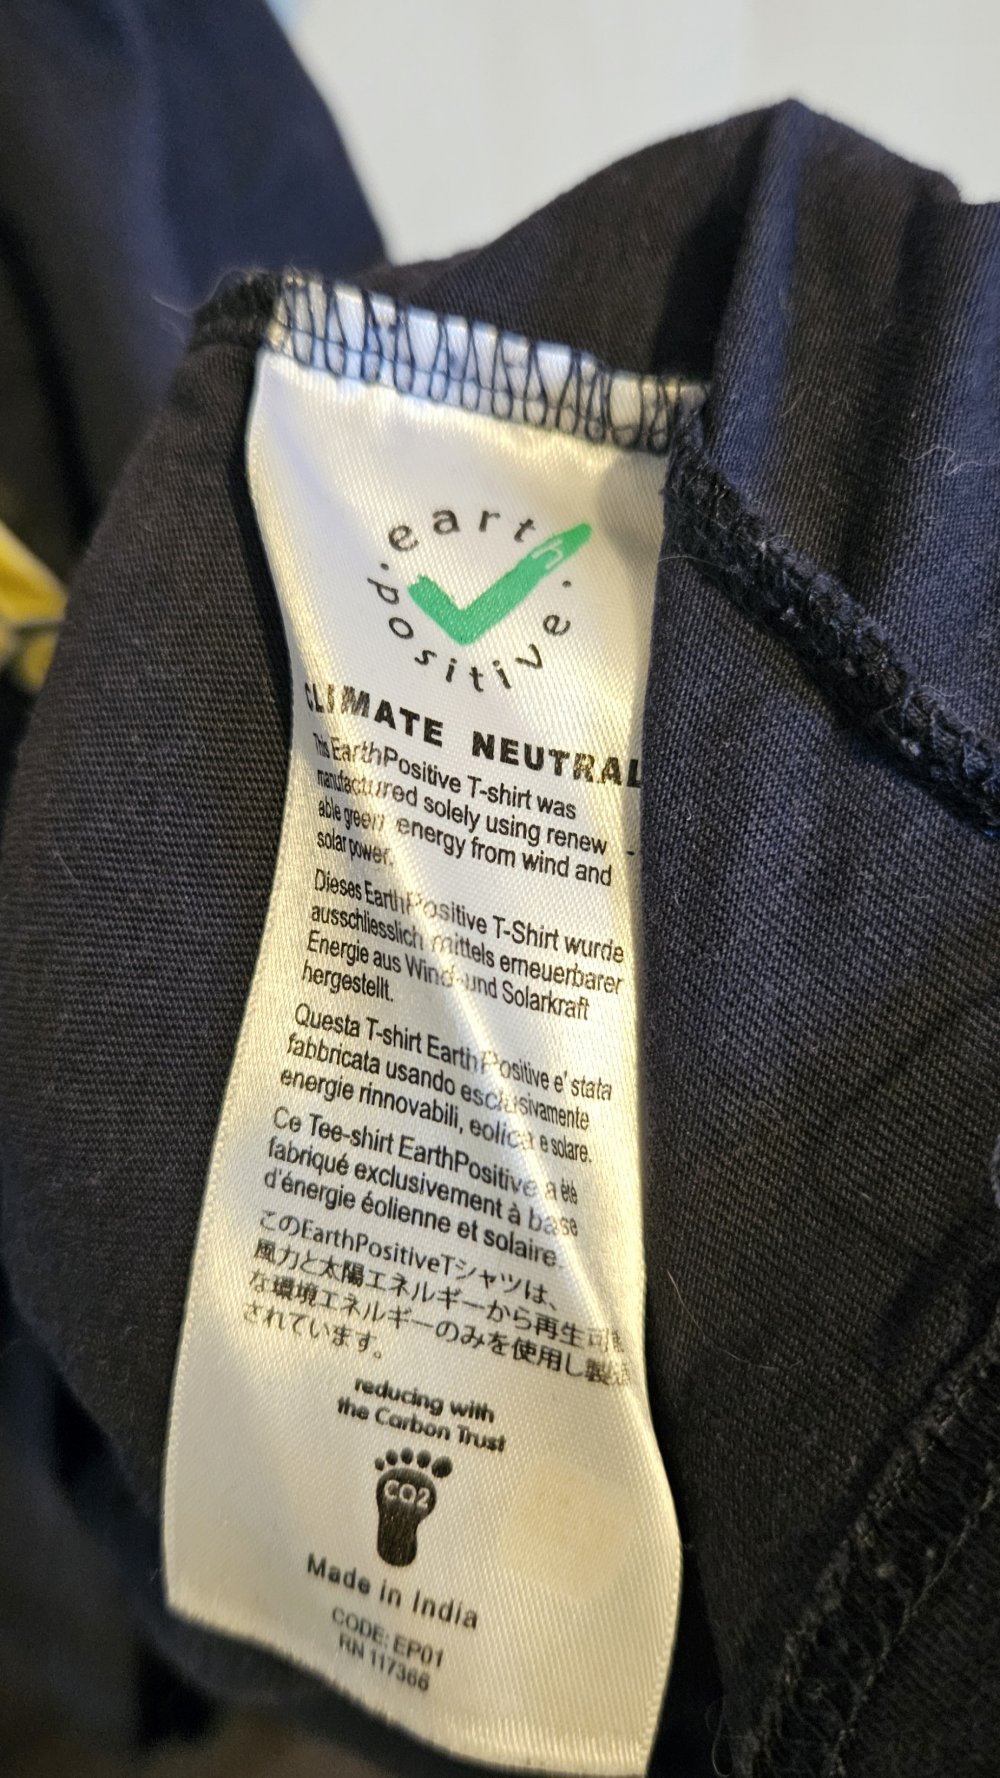 earth positive
CLIMATE NEUTRAL
This EarthPositive T-shirt was
manufactured solely using renew-
able green energy from wind and
solar power.
Dieses EarthPositive T-Shirt wurde
ausschliesslich mittels erneuerbarer
Energie aus Wind- und Solarkraft
hergestellt.
Questa T-shirt EarthPositive e' stata
fabbricata usando esclusivamente
energie rinnovabili, eolica e solare.
Ce Tee-shirt EarthPositive a été
fabriqué exclusivement à base
d'énergie éolienne et solaire.
このEarthPositiveTシャツは、
風力と太陽エネルギーから再生可能
な環境エネルギーのみを使用し製造
されています。
reducing with
the Carbon Trust
CO2
Made in India
CODE: EP01
RN 117366